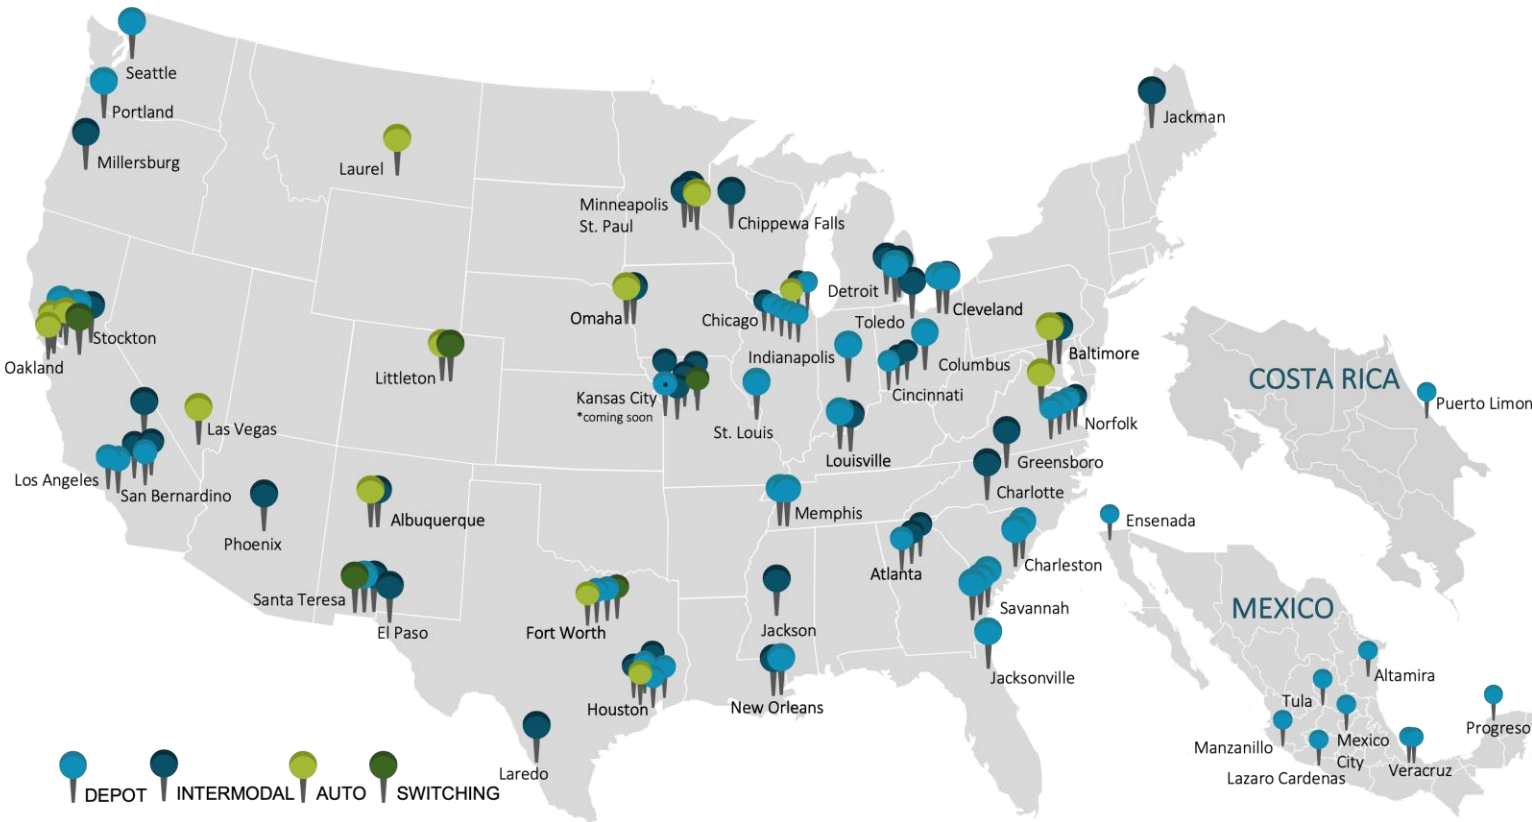 Seattle
Portland
Millersburg
Laurel
Minneapolis
St. Paul
Chippewa Falls
Jackman
Stockton
Oakland
Littleton
Omaha
Chicago
Detroit
Toledo
Cleveland
Indianapolis
Columbus
Baltimore
Cincinnati
Kansas City
*coming soon
St. Louis
Louisville
Norfolk
Greensboro
Charlotte
Las Vegas
Los Angeles
San Bernardino
Phoenix
Albuquerque
Santa Teresa
El Paso
Memphis
Atlanta
Charleston
Savannah
Fort Worth
Jackson
Jacksonville
Houston
New Orleans
Laredo
DEPOT
INTERMODAL
AUTO
SWITCHING
COSTA RICA
Puerto Limon
Ensenada
MEXICO
Altamira
Tula
Progreso
Manzanillo
Mexico
City
Lazaro Cardenas
Veracruz